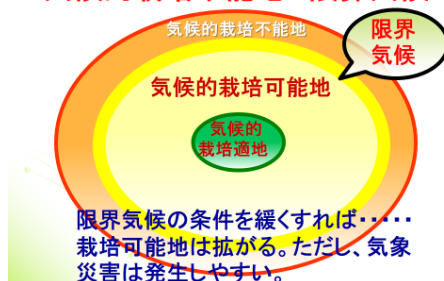 気候的栽培不能地
限界
気候
気候的栽培可能地
気候的
栽培適地
限界気候の条件を緩くすれば・・・・・
栽培可能地は拡がる。ただし、気象
災害は発生しやすい。